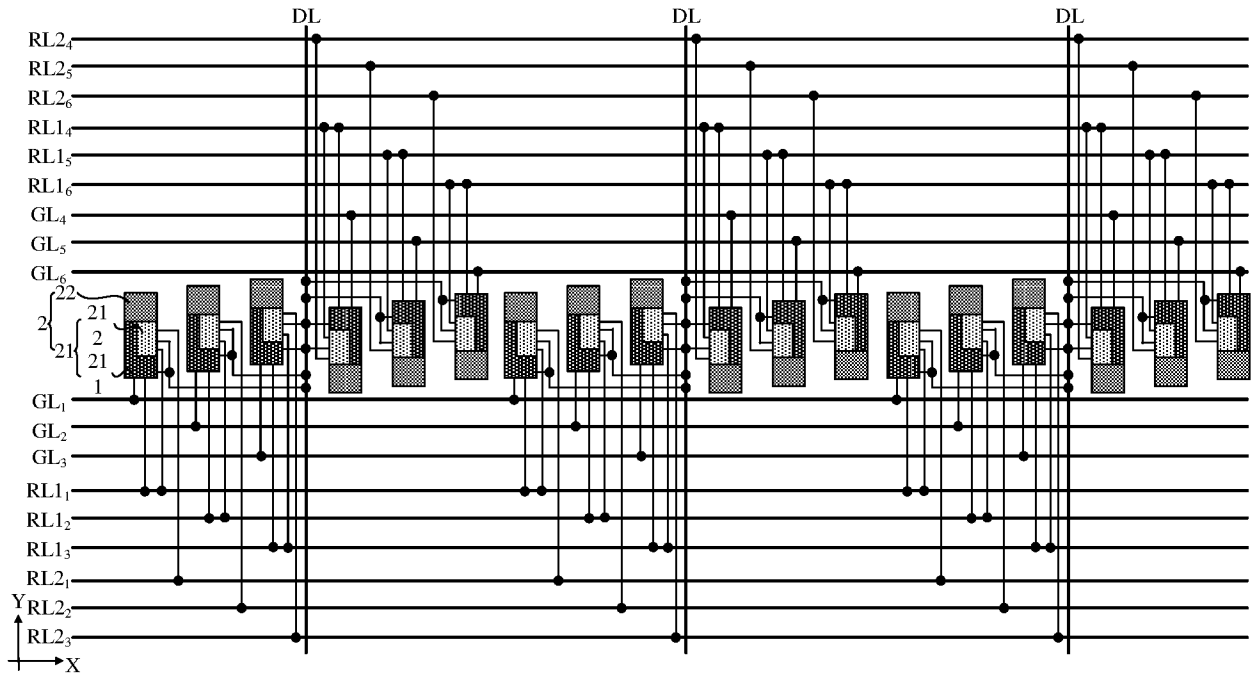 DL DL DL
RL2₄
RL2₅
RL2₆
RL1₄
RL1₅
RL1₆
GL₄
GL₅
GL₆
22
21
2
2
21
21
1
GL₁
GL₂
GL₃
RL1₁
RL1₂
RL1₃
RL2₁
RL2₂
RL2₃
Y
X